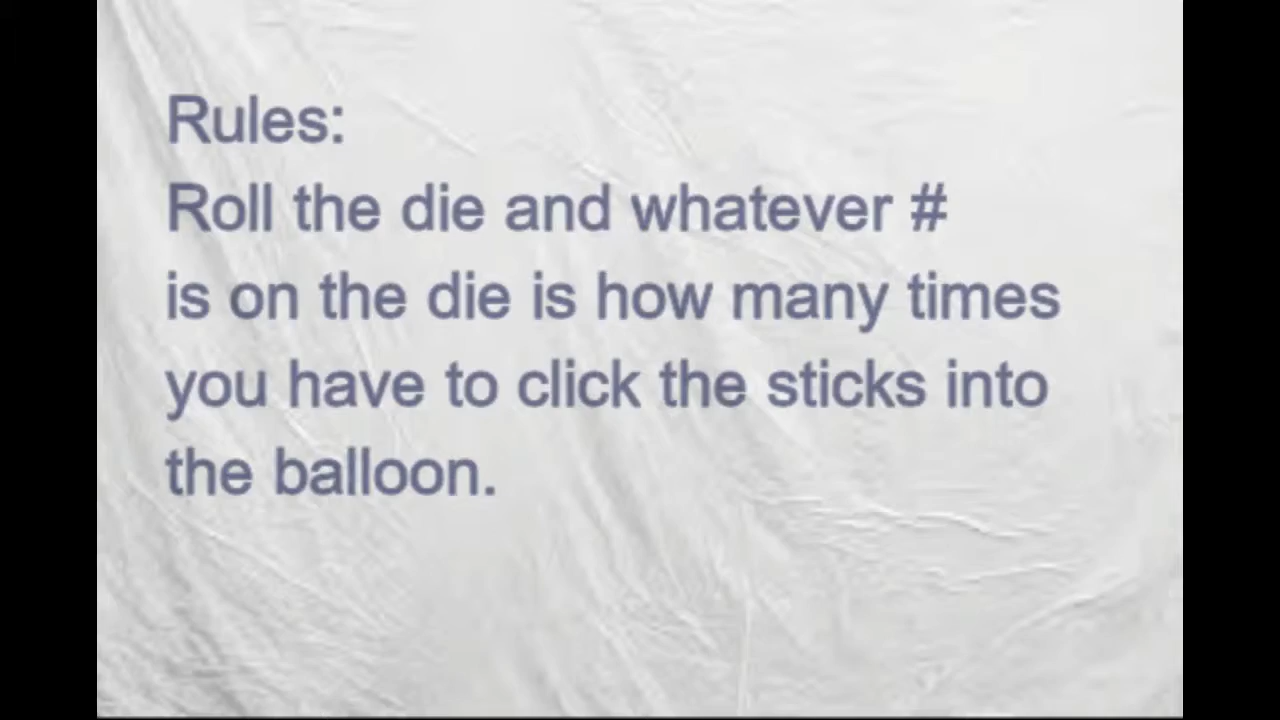 Rules:
Roll the die and whatever #
is on the die is how many times
you have to click the sticks into
the balloon.